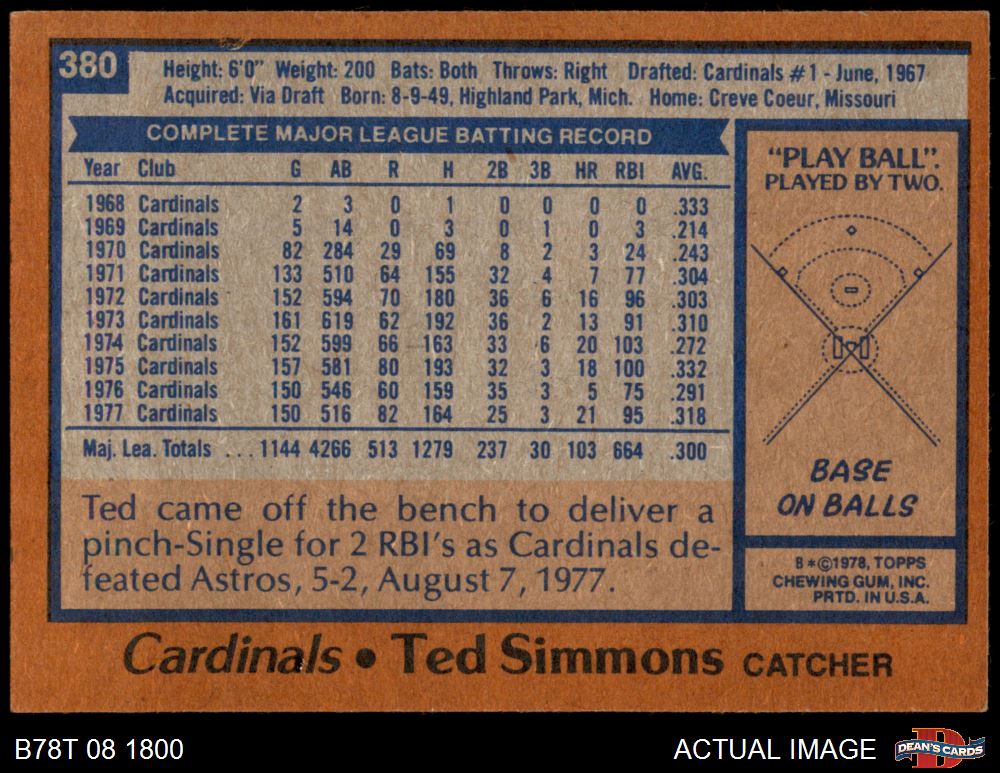 380
Height: 6'0" Weight: 200 Bats: Both Throws: Right Drafted: Cardinals #1 - June, 1967
Acquired: Via Draft Born: 8-9-49, Highland Park, Mich. Home: Creve Coeur, Missouri
COMPLETE MAJOR LEAGUE BATTING RECORD
Year Club G AB R H 2B 3B HR RBI AVG.
1968 Cardinals 2 3 0 1 0 0 0 0 .333
1969 Cardinals 5 14 0 3 0 1 0 3 .214
1970 Cardinals 82 284 29 69 8 2 3 24 .243
1971 Cardinals 133 510 64 155 32 4 7 77 .304
1972 Cardinals 152 594 70 180 36 6 16 96 .303
1973 Cardinals 161 619 62 192 36 2 13 91 .310
1974 Cardinals 152 599 66 163 33 6 20 103 .272
1975 Cardinals 157 581 80 193 32 3 18 100 .332
1976 Cardinals 150 546 60 159 35 3 5 75 .291
1977 Cardinals 150 516 82 164 25 3 21 95 .318
Maj. Lea. Totals ... 1144 4266 513 1279 237 30 103 664 .300
Ted came off the bench to deliver a
pinch-Single for 2 RBI's as Cardinals de-
feated Astros, 5-2, August 7, 1977.
"PLAY BALL".
PLAYED BY TWO.
BASE
ON BALLS
B*©1978, TOPPS
CHEWING GUM, INC.
PRTD. IN U.S.A.
Cardinals • Ted Simmons CATCHER
B78T 08 1800
ACTUAL IMAGE
D
DEAN'S CARDS